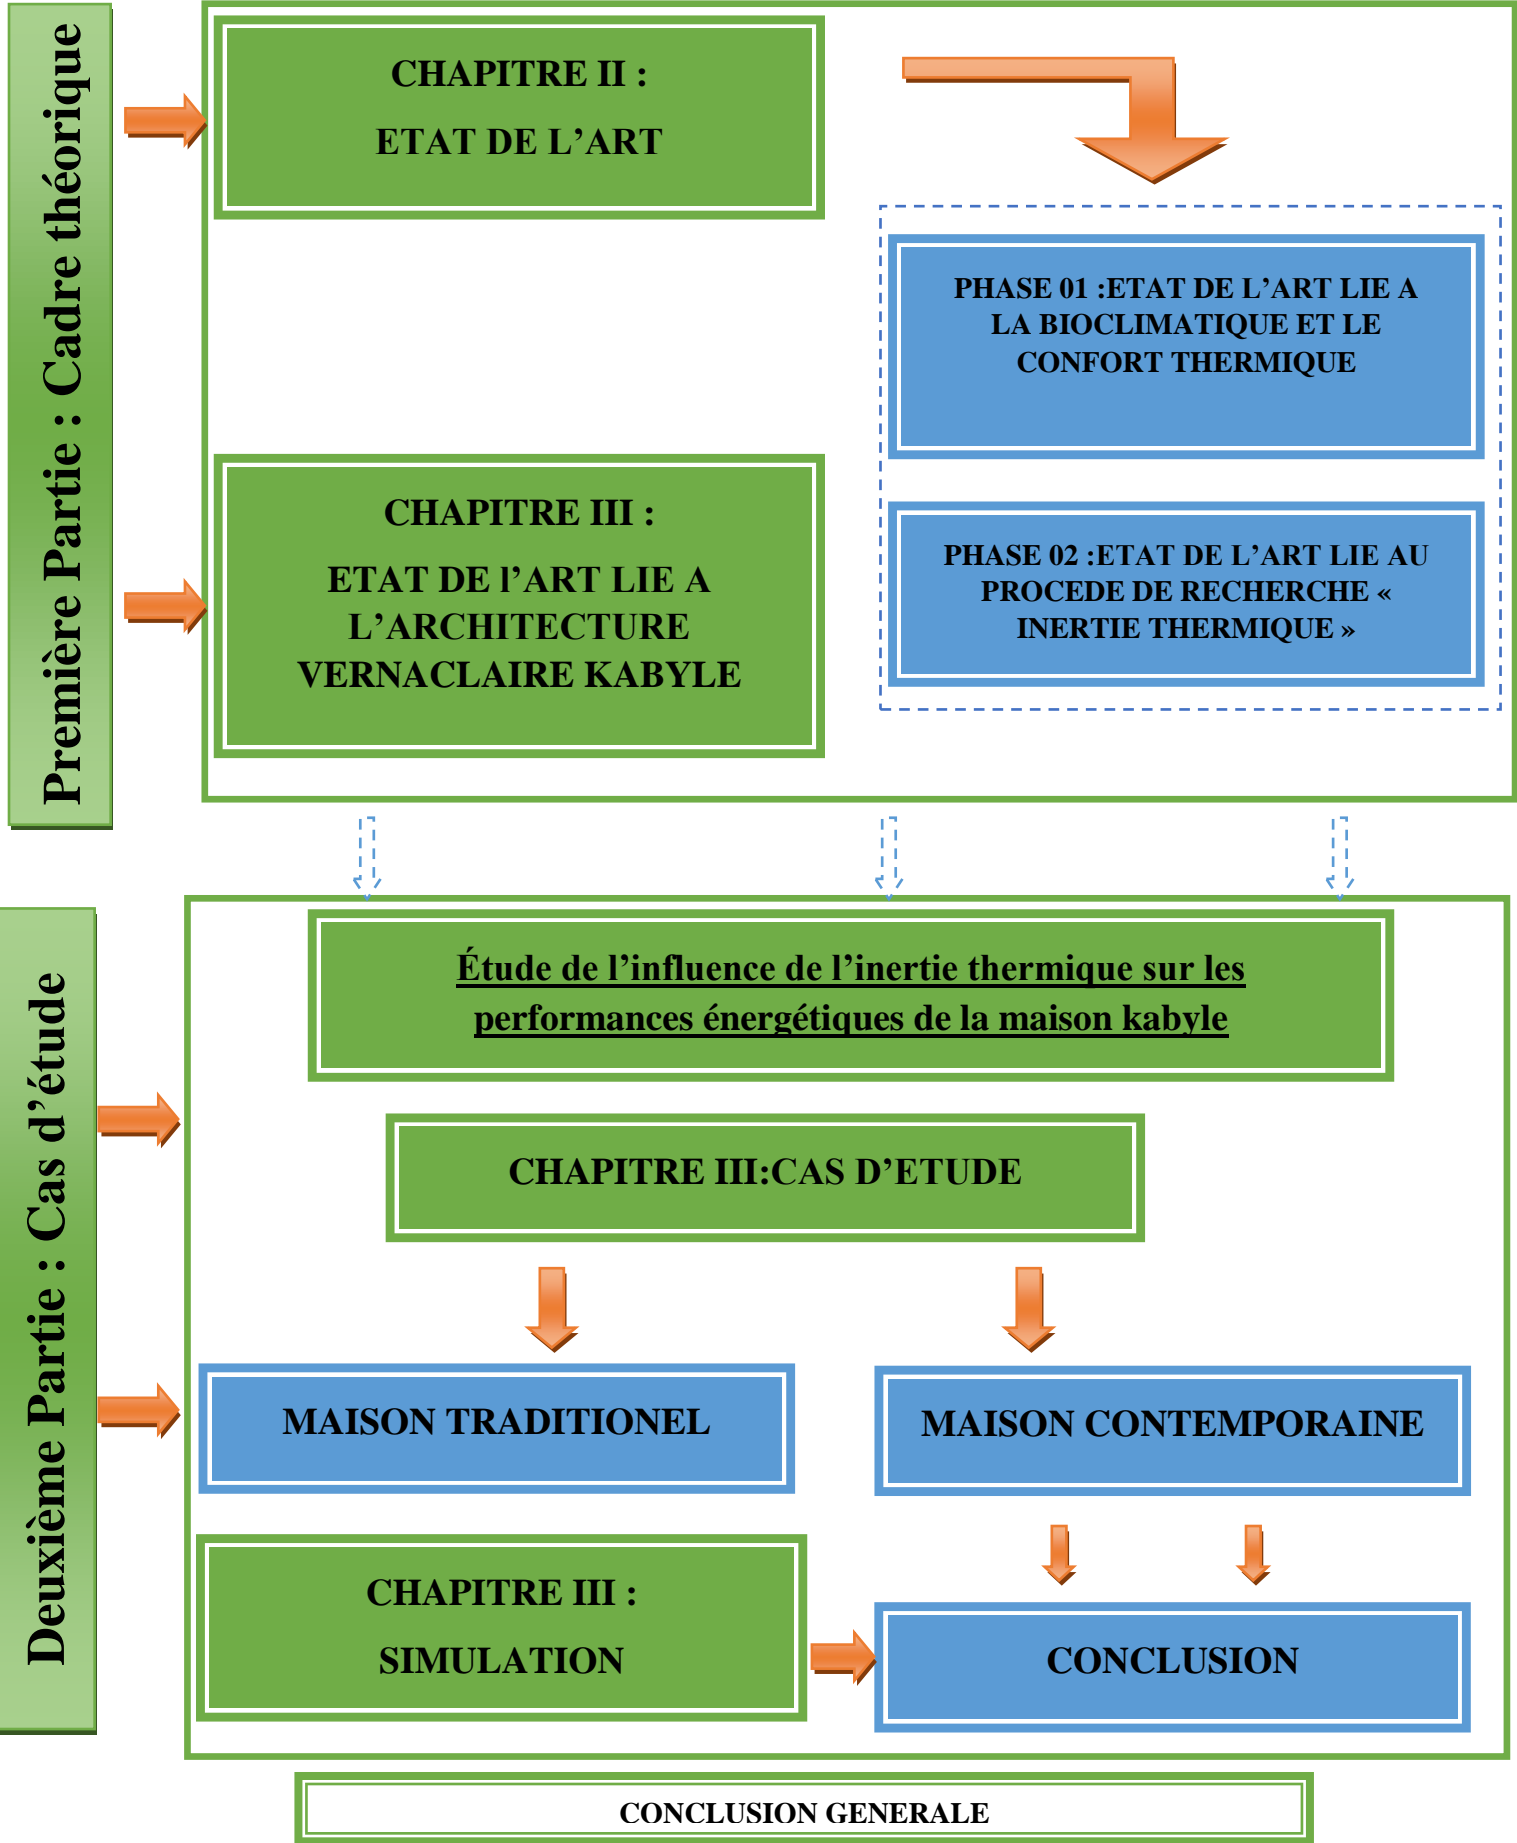 Première Partie : Cadre théorique
CHAPITRE II :
ETAT DE L’ART
PHASE 01 :ETAT DE L’ART LIE A
LA BIOCLIMATIQUE ET LE
CONFORT THERMIQUE
CHAPITRE III :
ETAT DE l’ART LIE A
L’ARCHITECTURE
VERNACLAIRE KABYLE
PHASE 02 :ETAT DE L’ART LIE AU
PROCEDE DE RECHERCHE «
INERTIE THERMIQUE »
Deuxième Partie : Cas d’étude
Étude de l’influence de l’inertie thermique sur les
performances énergétiques de la maison kabyle
CHAPITRE III:CAS D’ETUDE
MAISON TRADITIONEL
MAISON CONTEMPORAINE
CHAPITRE III :
SIMULATION
CONCLUSION
CONCLUSION GENERALE